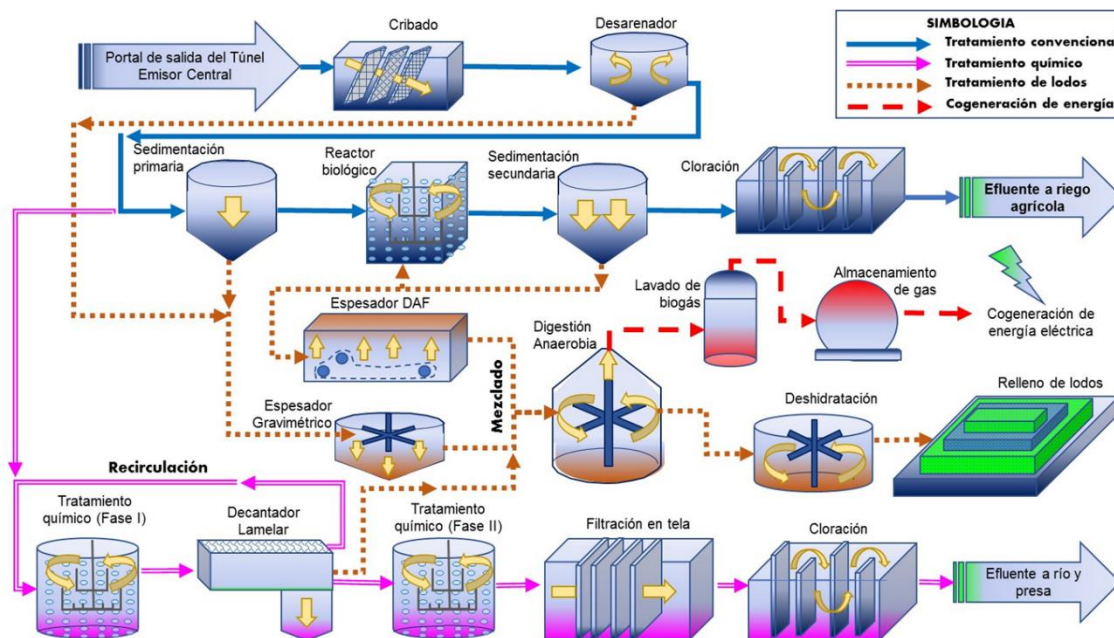 Portal de salida del Túnel
Emisor Central
Cribado
Desarenador
SIMBOLOGIA
Tratamiento convenciona
Tratamiento químico
Tratamiento de lodos
Cogeneración de energía
Sedimentación
primaria
Reactor
biológico
Sedimentación
secundaria
Cloración
Efluente a riego
agrícola
Espesador DAF
Digestión
Anaerobia
Lavado de
biogás
Almacenamiento
de gas
Cogeneración de
energía eléctrica
Espesador
Gravimétrico
Mezclado
Deshidratación
Relleno de lodos
Recirculación
Tratamiento
químico (Fase I)
Decantador
Lamelar
Tratamiento
químico (Fase II)
Filtración en tela
Cloración
Efluente a río y
presa